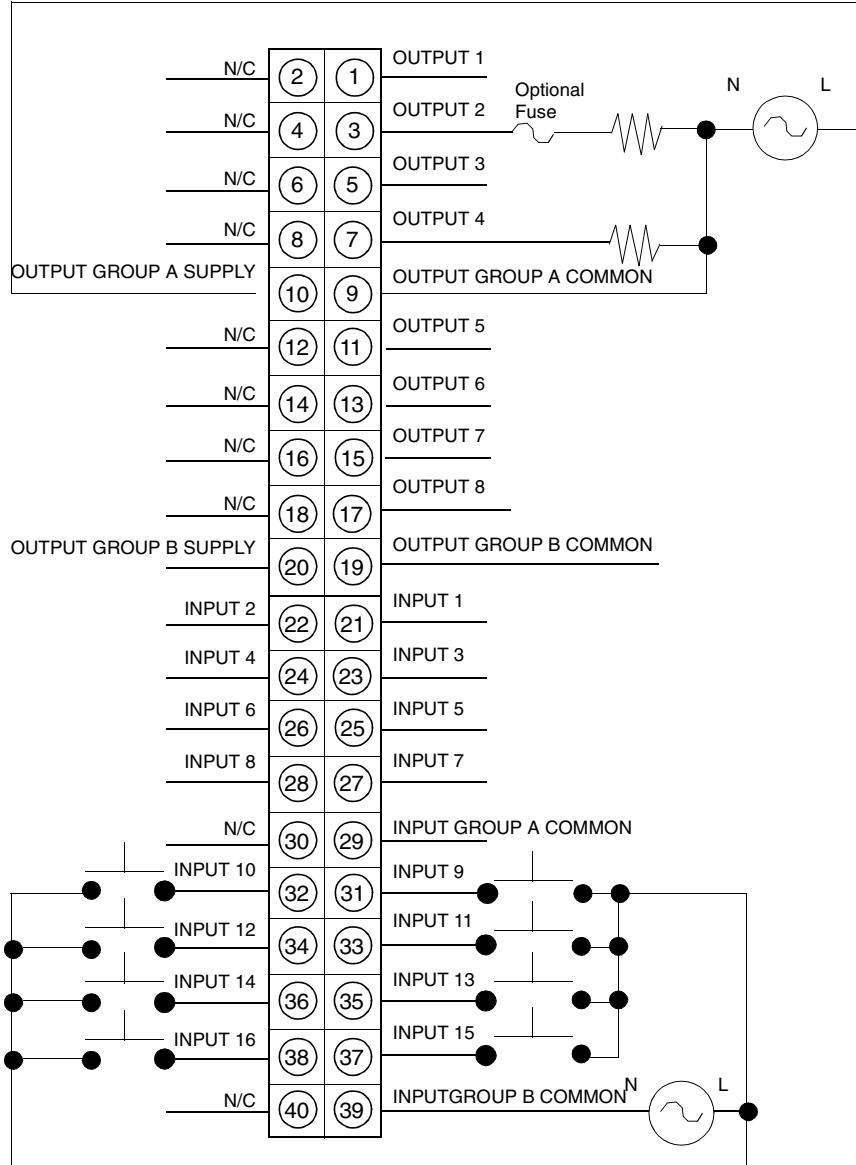 N/C 2 1 OUTPUT 1
N/C 4 3 OUTPUT 2
Optional
Fuse
N L
N/C 6 5 OUTPUT 3
N/C 8 7 OUTPUT 4
OUTPUT GROUP A SUPPLY 10 9 OUTPUT GROUP A COMMON
N/C 12 11 OUTPUT 5
N/C 14 13 OUTPUT 6
N/C 16 15 OUTPUT 7
N/C 18 17 OUTPUT 8
OUTPUT GROUP B SUPPLY 20 19 OUTPUT GROUP B COMMON
INPUT 2 22 21 INPUT 1
INPUT 4 24 23 INPUT 3
INPUT 6 26 25 INPUT 5
INPUT 8 28 27 INPUT 7
N/C 30 29 INPUT GROUP A COMMON
INPUT 10 32 31 INPUT 9
INPUT 12 34 33 INPUT 11
INPUT 14 36 35 INPUT 13
INPUT 16 38 37 INPUT 15
N/C 40 39 INPUTGROUP B COMMON N L